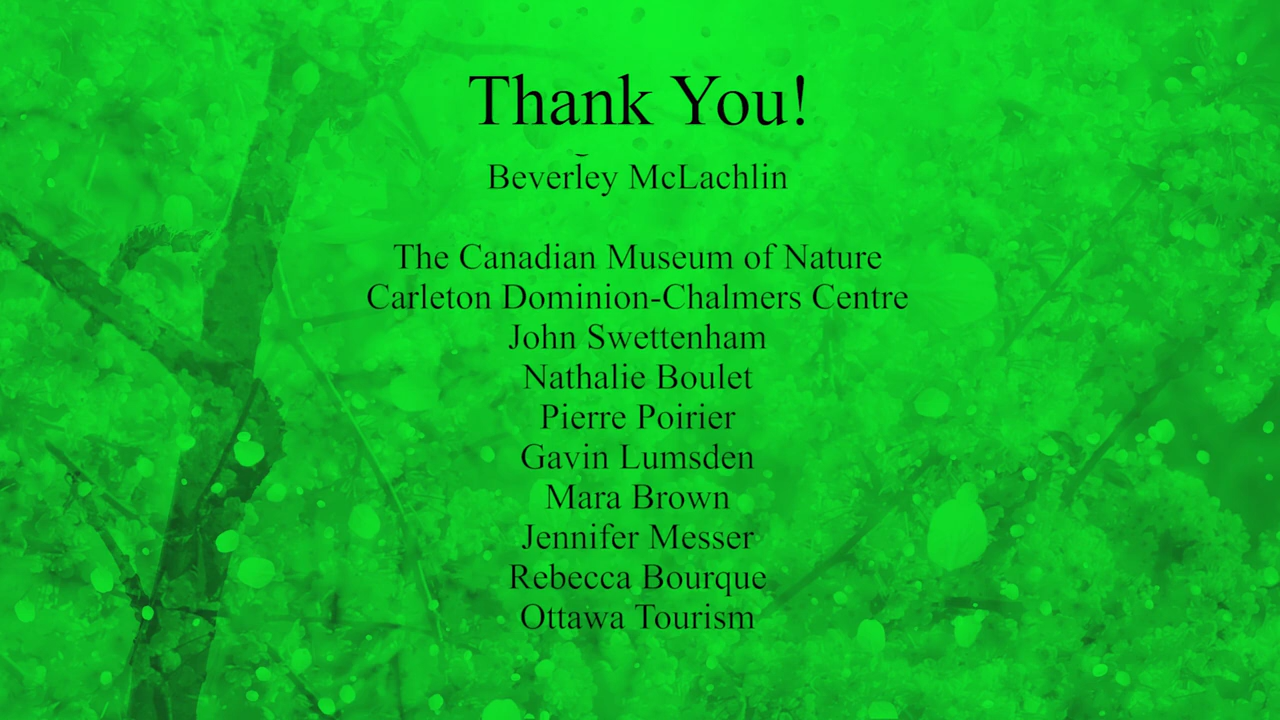 Thank You!
Beverley McLachlin
The Canadian Museum of Nature
Carleton Dominion-Chalmers Centre
John Swettenham
Nathalie Boulet
Pierre Poirier
Gavin Lumsden
Mara Brown
Jennifer Messer
Rebecca Bourque
Ottawa Tourism